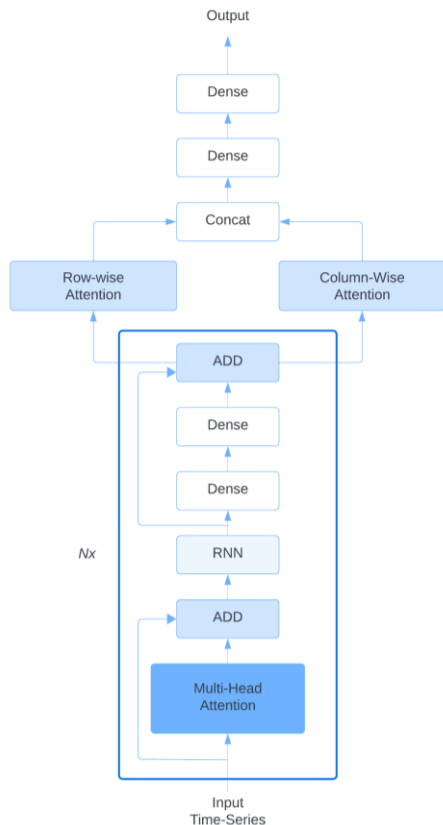 Output
Dense
Dense
Concat
Row-wise
Attention
Column-Wise
Attention
ADD
Dense
Dense
Nx
RNN
ADD
Multi-Head
Attention
Input
Time-Series